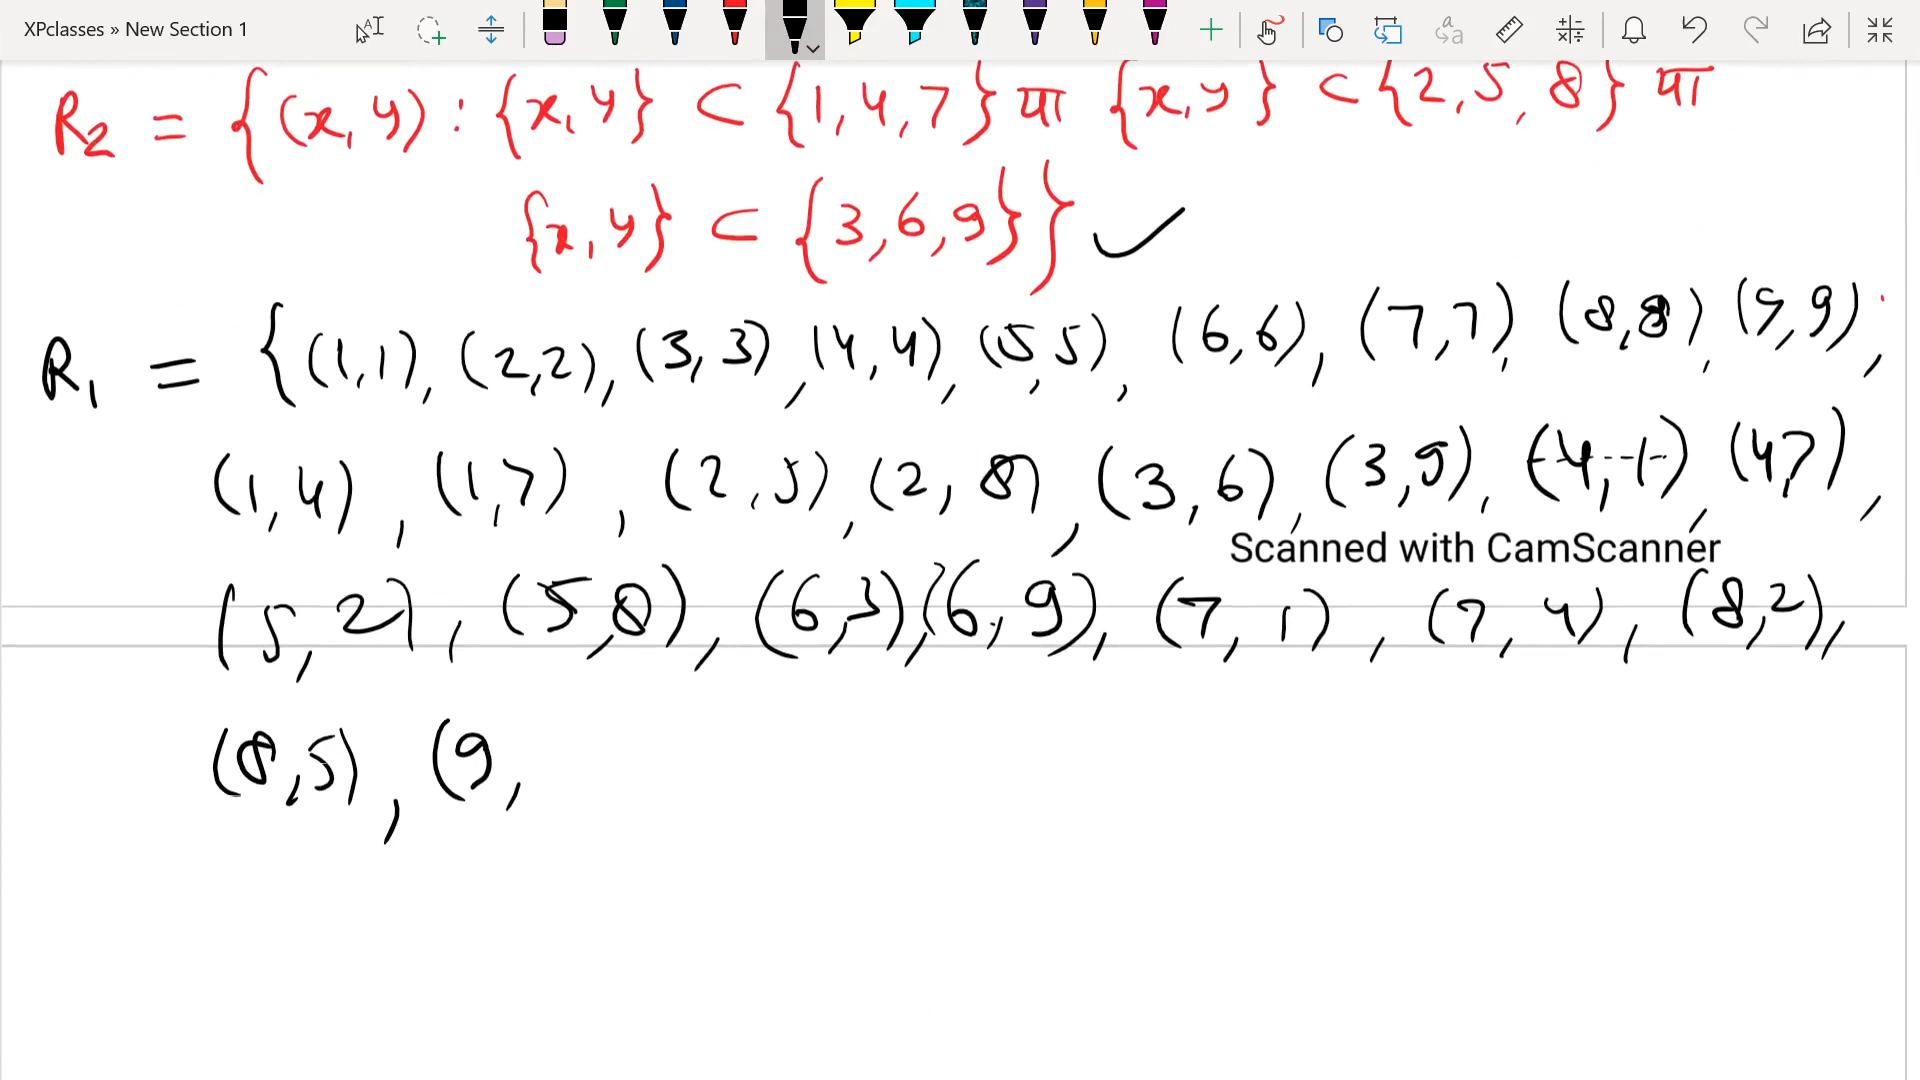 XPclasses » New Section 1
R2 = {(x, y) : {x, y} ⊂ {1, 4, 7} या {x, y} ⊂ {2, 5, 8} या
{x, y} ⊂ {3, 6, 9}} ✓
R1 = {(1,1), (2,2), (3,3), (4,4), (5,5), (6,6), (7,7), (8,8), (9,9),
(1,4), (1,7), (2,5), (2,8), (3,6), (3,9), (4,1), (4,7),
Scanned with CamScanner
(5,2), (5,8), (6,3), (6,9), (7,1), (7,4), (8,2),
(8,5), (9,